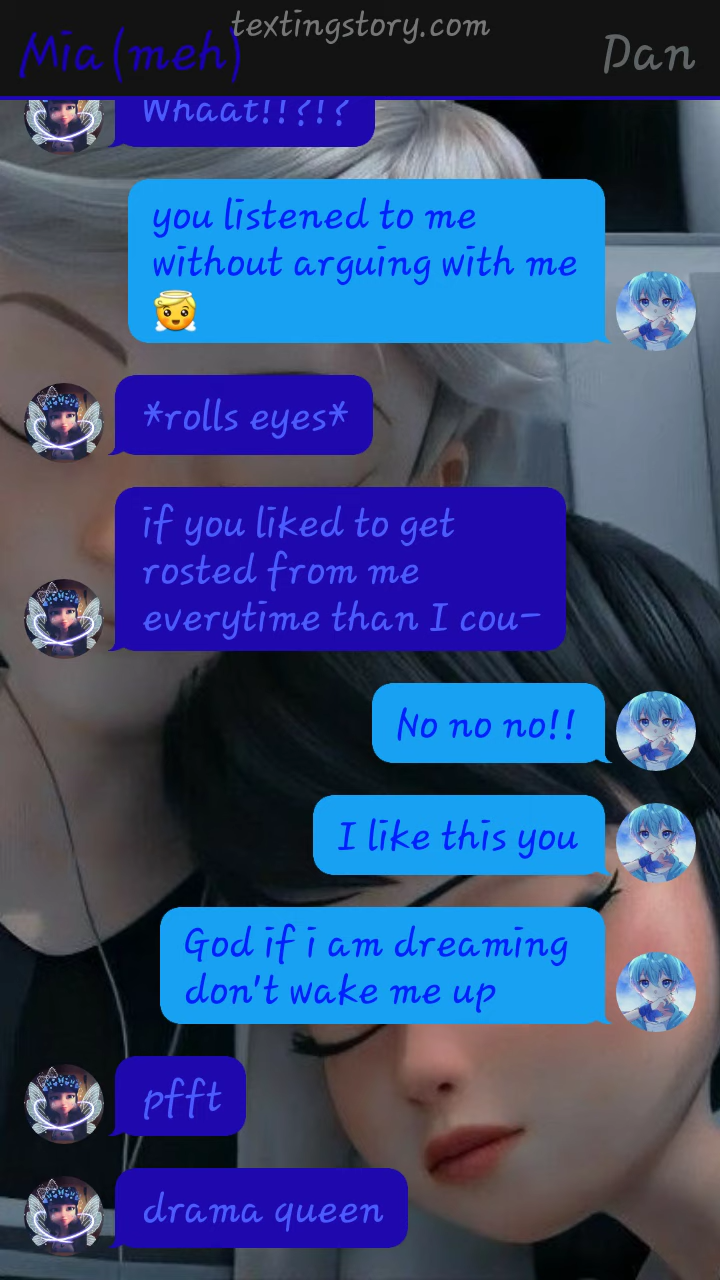 textingstory.com
Mia (meh)
Dan
Whaat!!?!?
you listened to me
without arguing with me
😇
*rolls eyes*
if you liked to get
rosted from me
everytime than I cou-
No no no!!
I like this you
God if i am dreaming
don't wake me up
pfft
drama queen